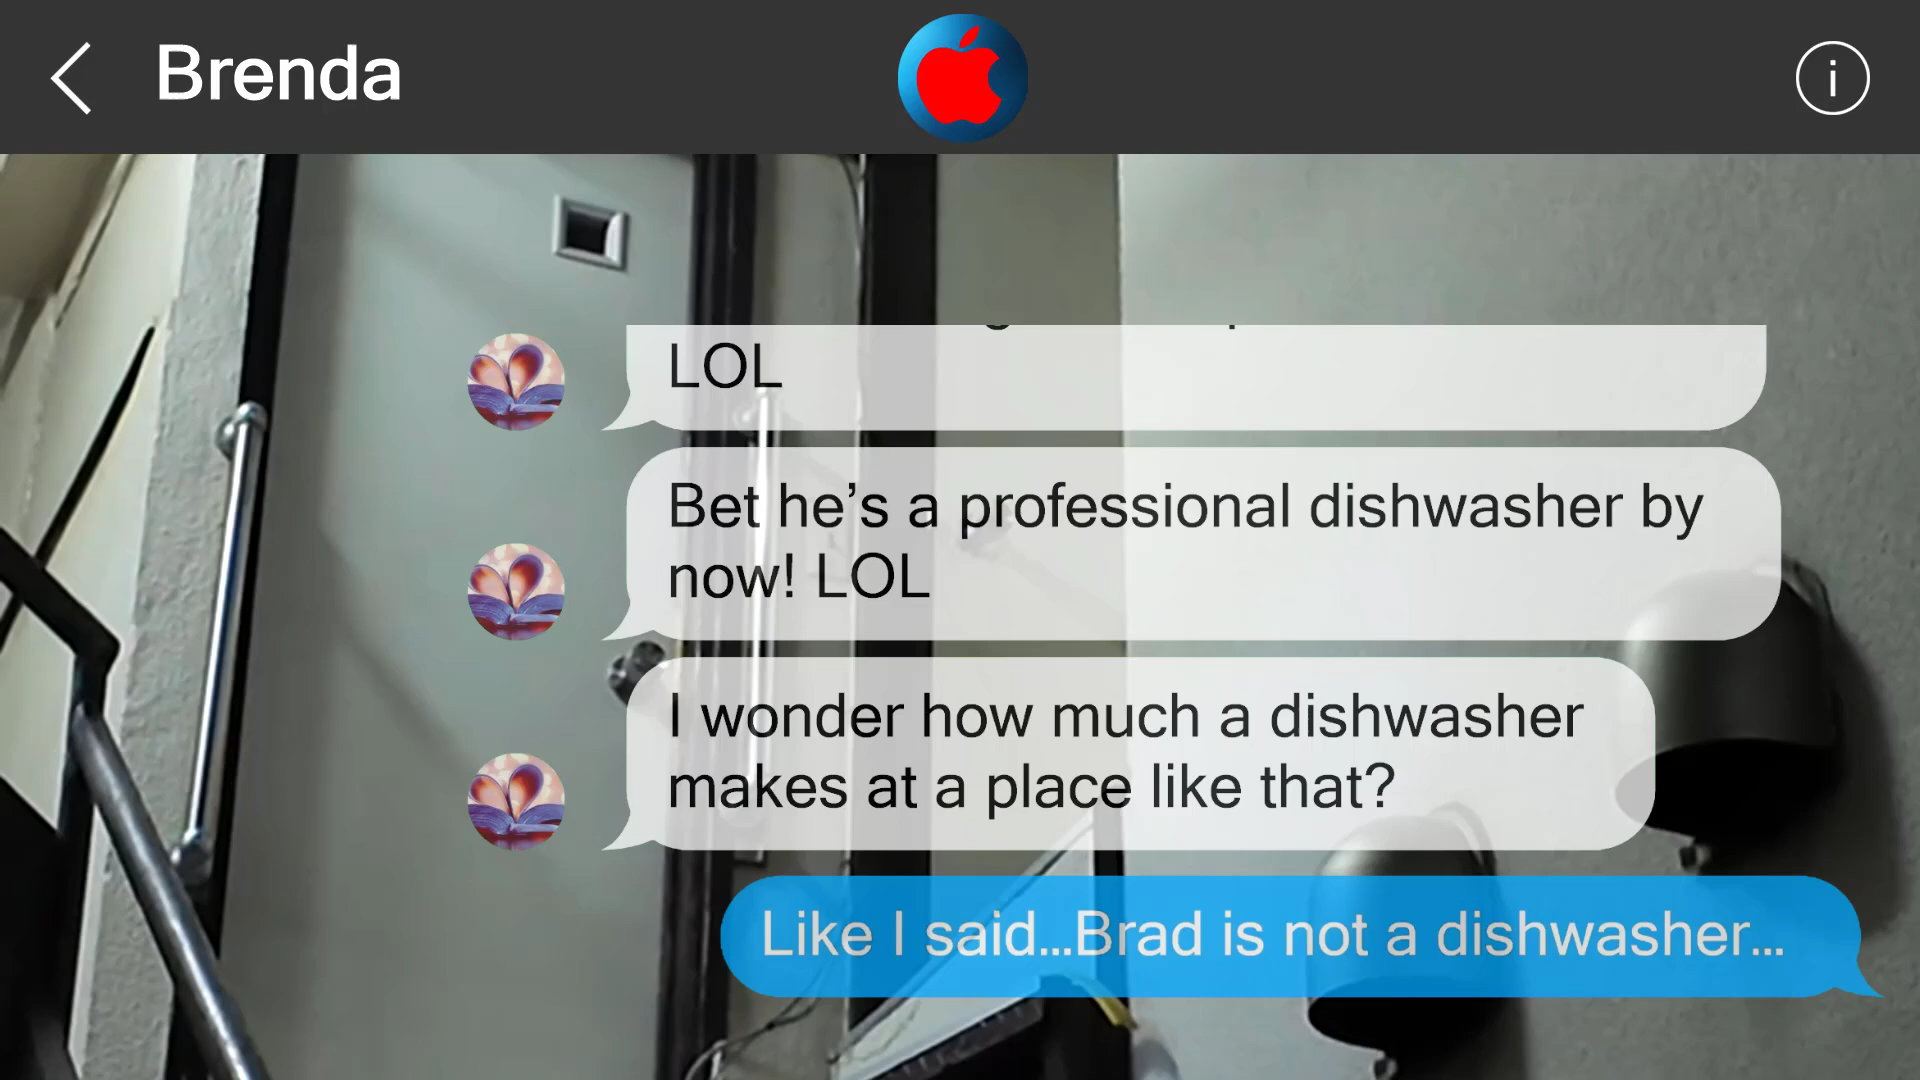 Brenda
i
LOL
Bet he’s a professional dishwasher by
now! LOL
I wonder how much a dishwasher
makes at a place like that?
Like I said...Brad is not a dishwasher...